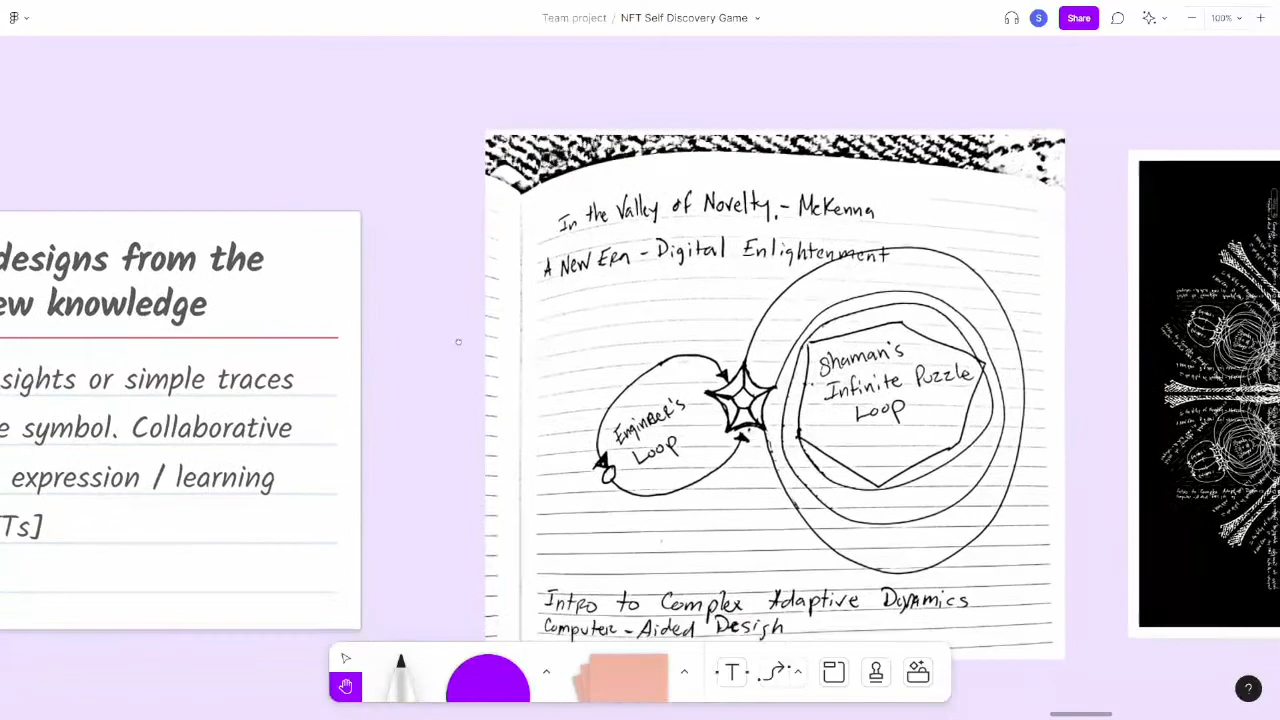 Team project / NFT Self Discovery Game
S
Share
100%
designs from the
ew knowledge
sights or simple traces
e symbol. Collaborative
expression / learning
Ts]
In the Valley of Novelty. - McKenna
A New Era - Digital Enlightenment
Engineer's
Loop
Shaman's
Infinite Puzzle
Loop
Intro to Complex Adaptive Dynamics
Computer-Aided Design
T
?